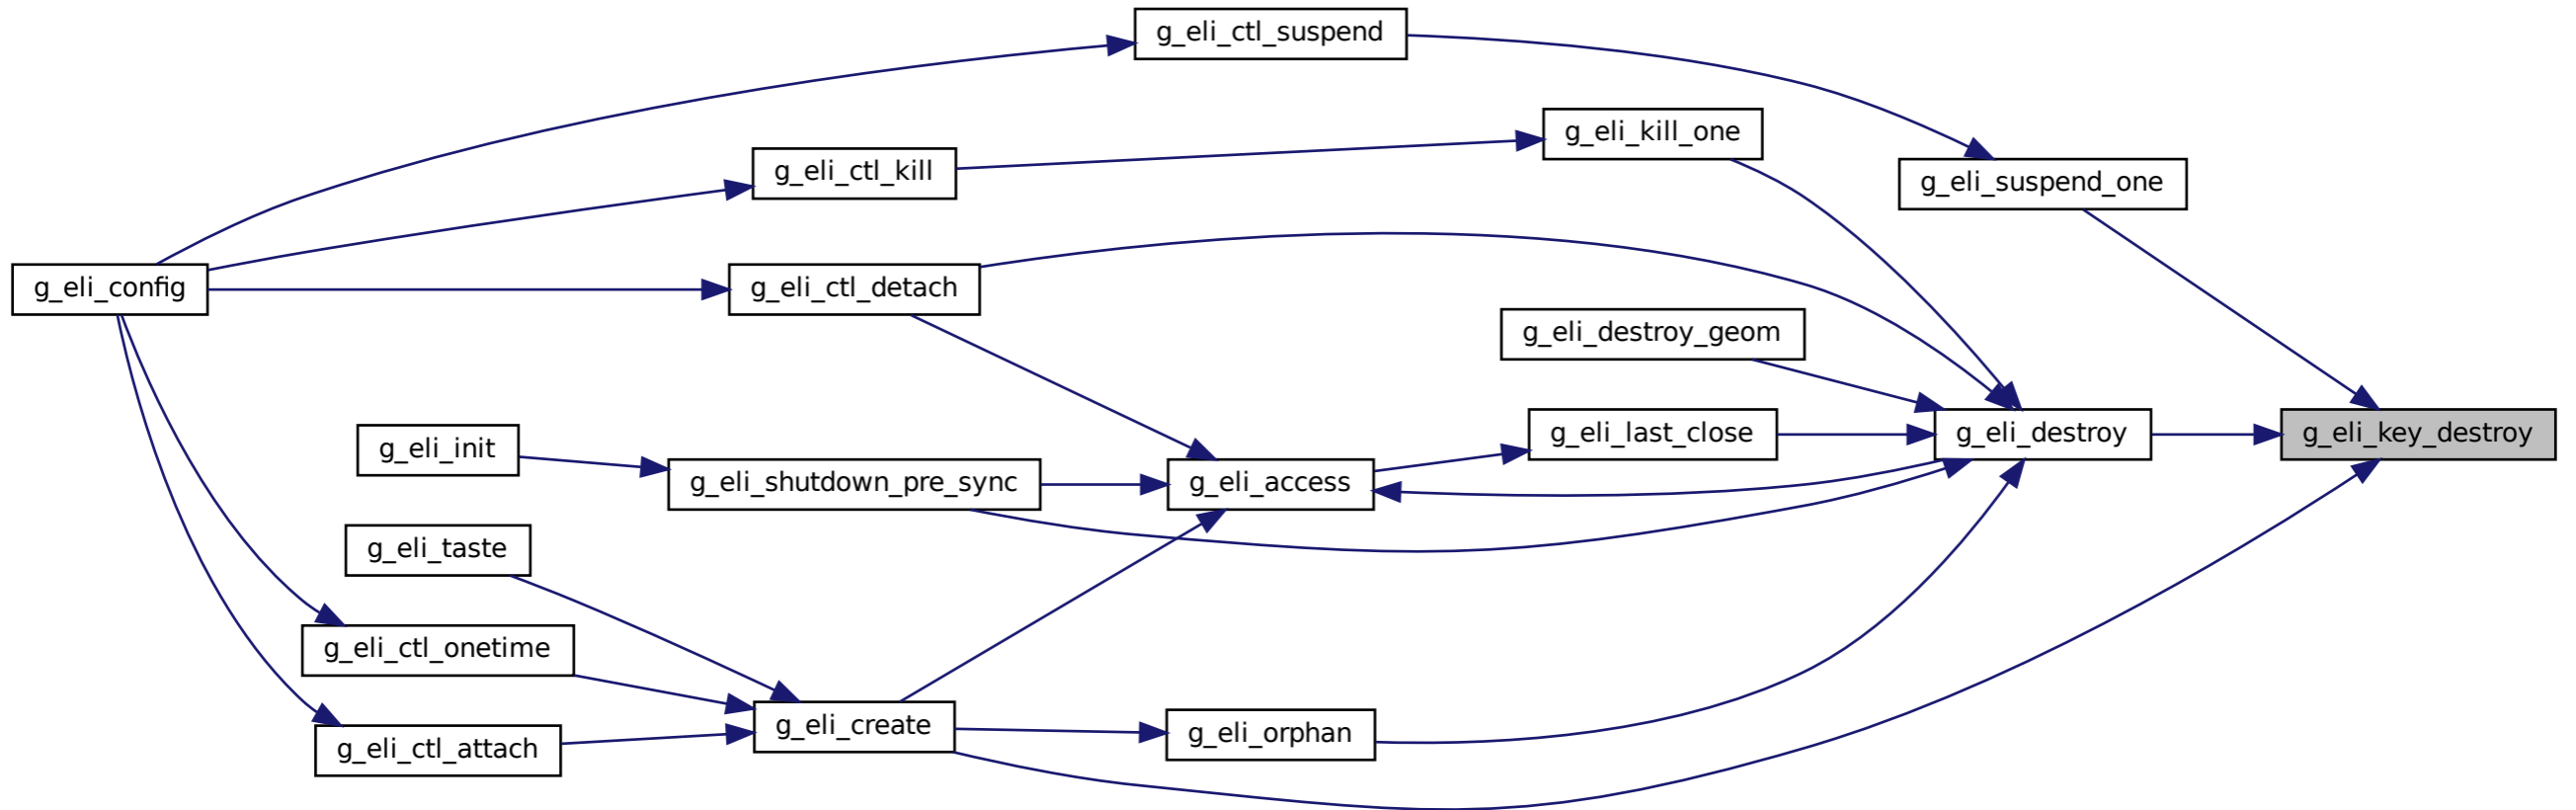 g_eli_ctl_suspend
g_eli_kill_one
g_eli_ctl_kill
g_eli_suspend_one
g_eli_config
g_eli_ctl_detach
g_eli_destroy_geom
g_eli_init
g_eli_last_close
g_eli_destroy
g_eli_key_destroy
g_eli_shutdown_pre_sync
g_eli_access
g_eli_taste
g_eli_ctl_onetime
g_eli_ctl_attach
g_eli_create
g_eli_orphan